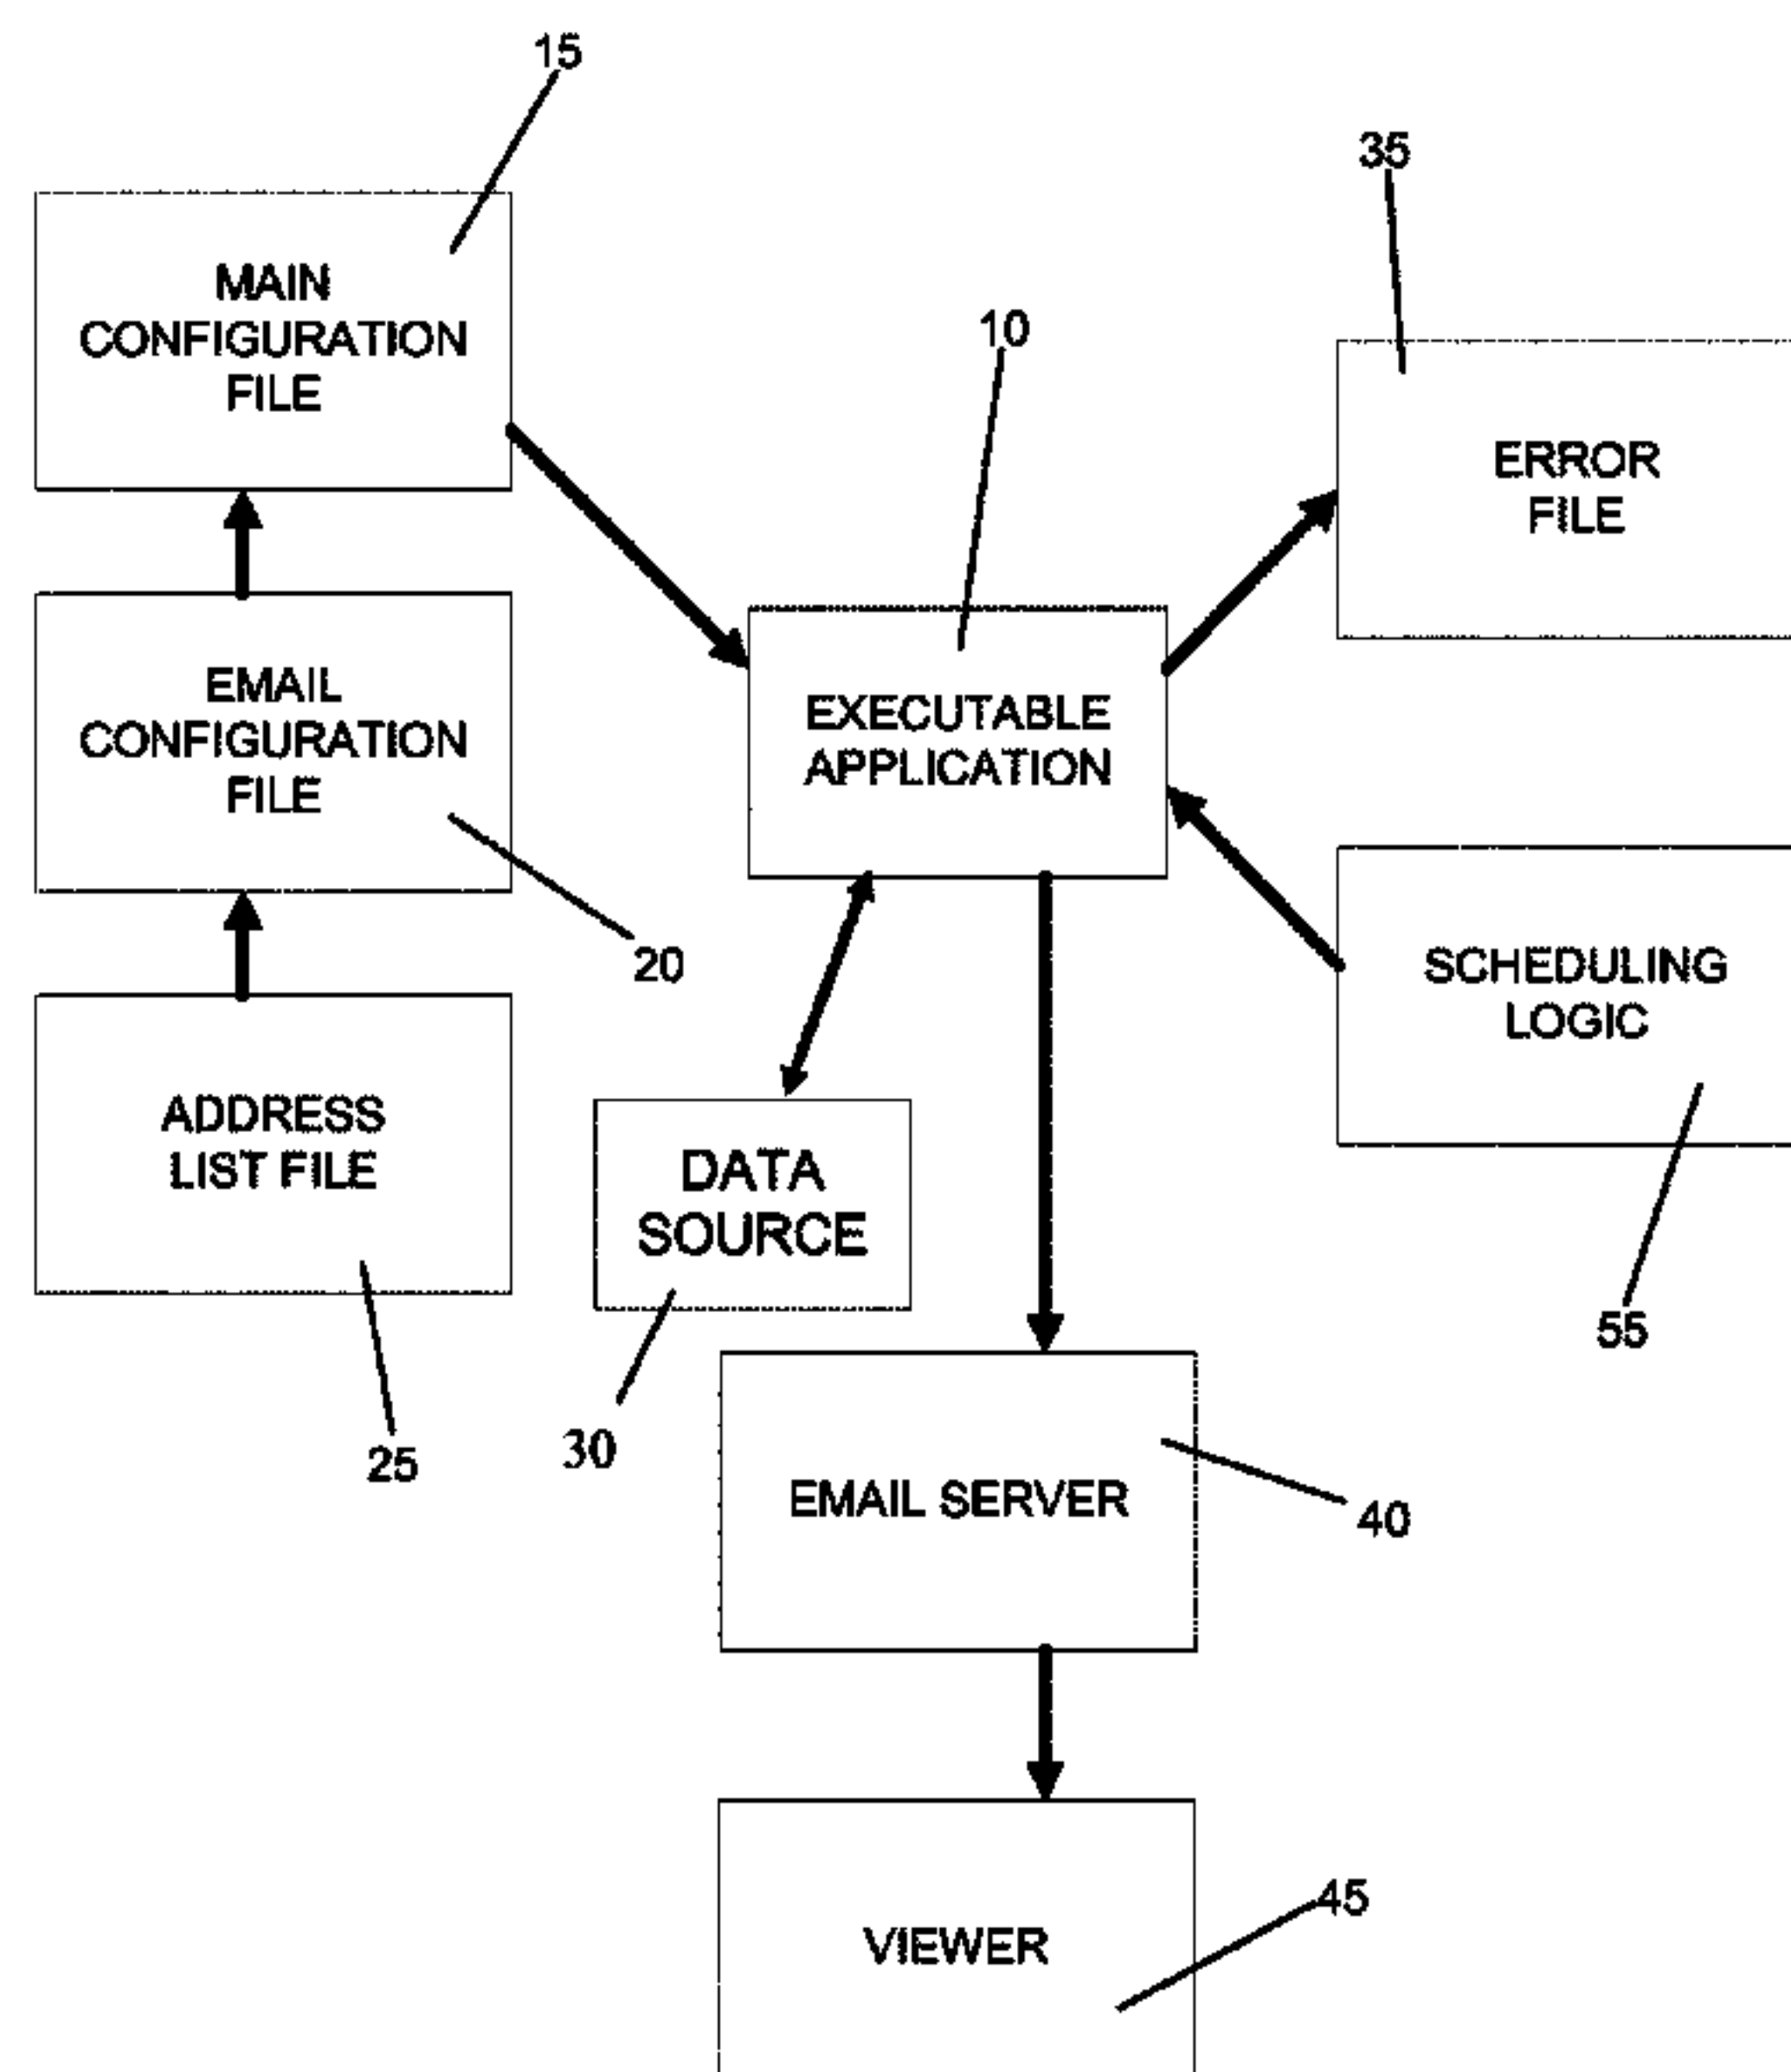 15
35
MAIN
CONFIGURATION
FILE
10
ERROR
FILE
EMAIL
CONFIGURATION
FILE
EXECUTABLE
APPLICATION
20
SCHEDULING
LOGIC
ADDRESS
LIST FILE
DATA
SOURCE
55
25
30
EMAIL SERVER
40
45
VIEWER